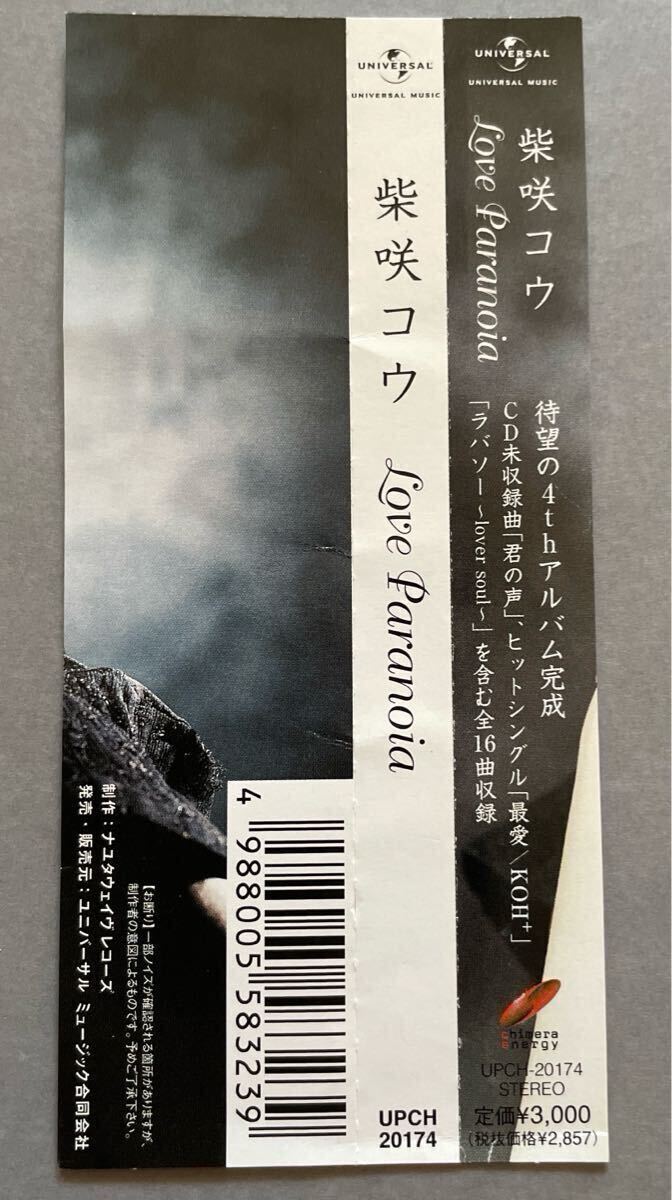 UNIVERSAL
UNIVERSAL MUSIC
柴咲コウ
Love Paranoia
待望の4thアルバム完成
CD未収録曲「君の声」、ヒットシングル「最愛/KOH⁺」
「ラバソー～lover soul～」を含む全16曲収録
himera
nergy
UPCH-20174
STEREO
定価¥3,000
(税抜価格¥2,857)
UNIVERSAL
UNIVERSAL MUSIC
柴咲コウ Love Paranoia
UPCH
20174
4 988005 583239
【お断り】一部ノイズが確認される箇所がありますが、
制作者の意図によるものです。予めご了承下さい。
制作:ナユタウェイヴ レコーズ
発売・販売元:ユニバーサル ミュージック合同会社